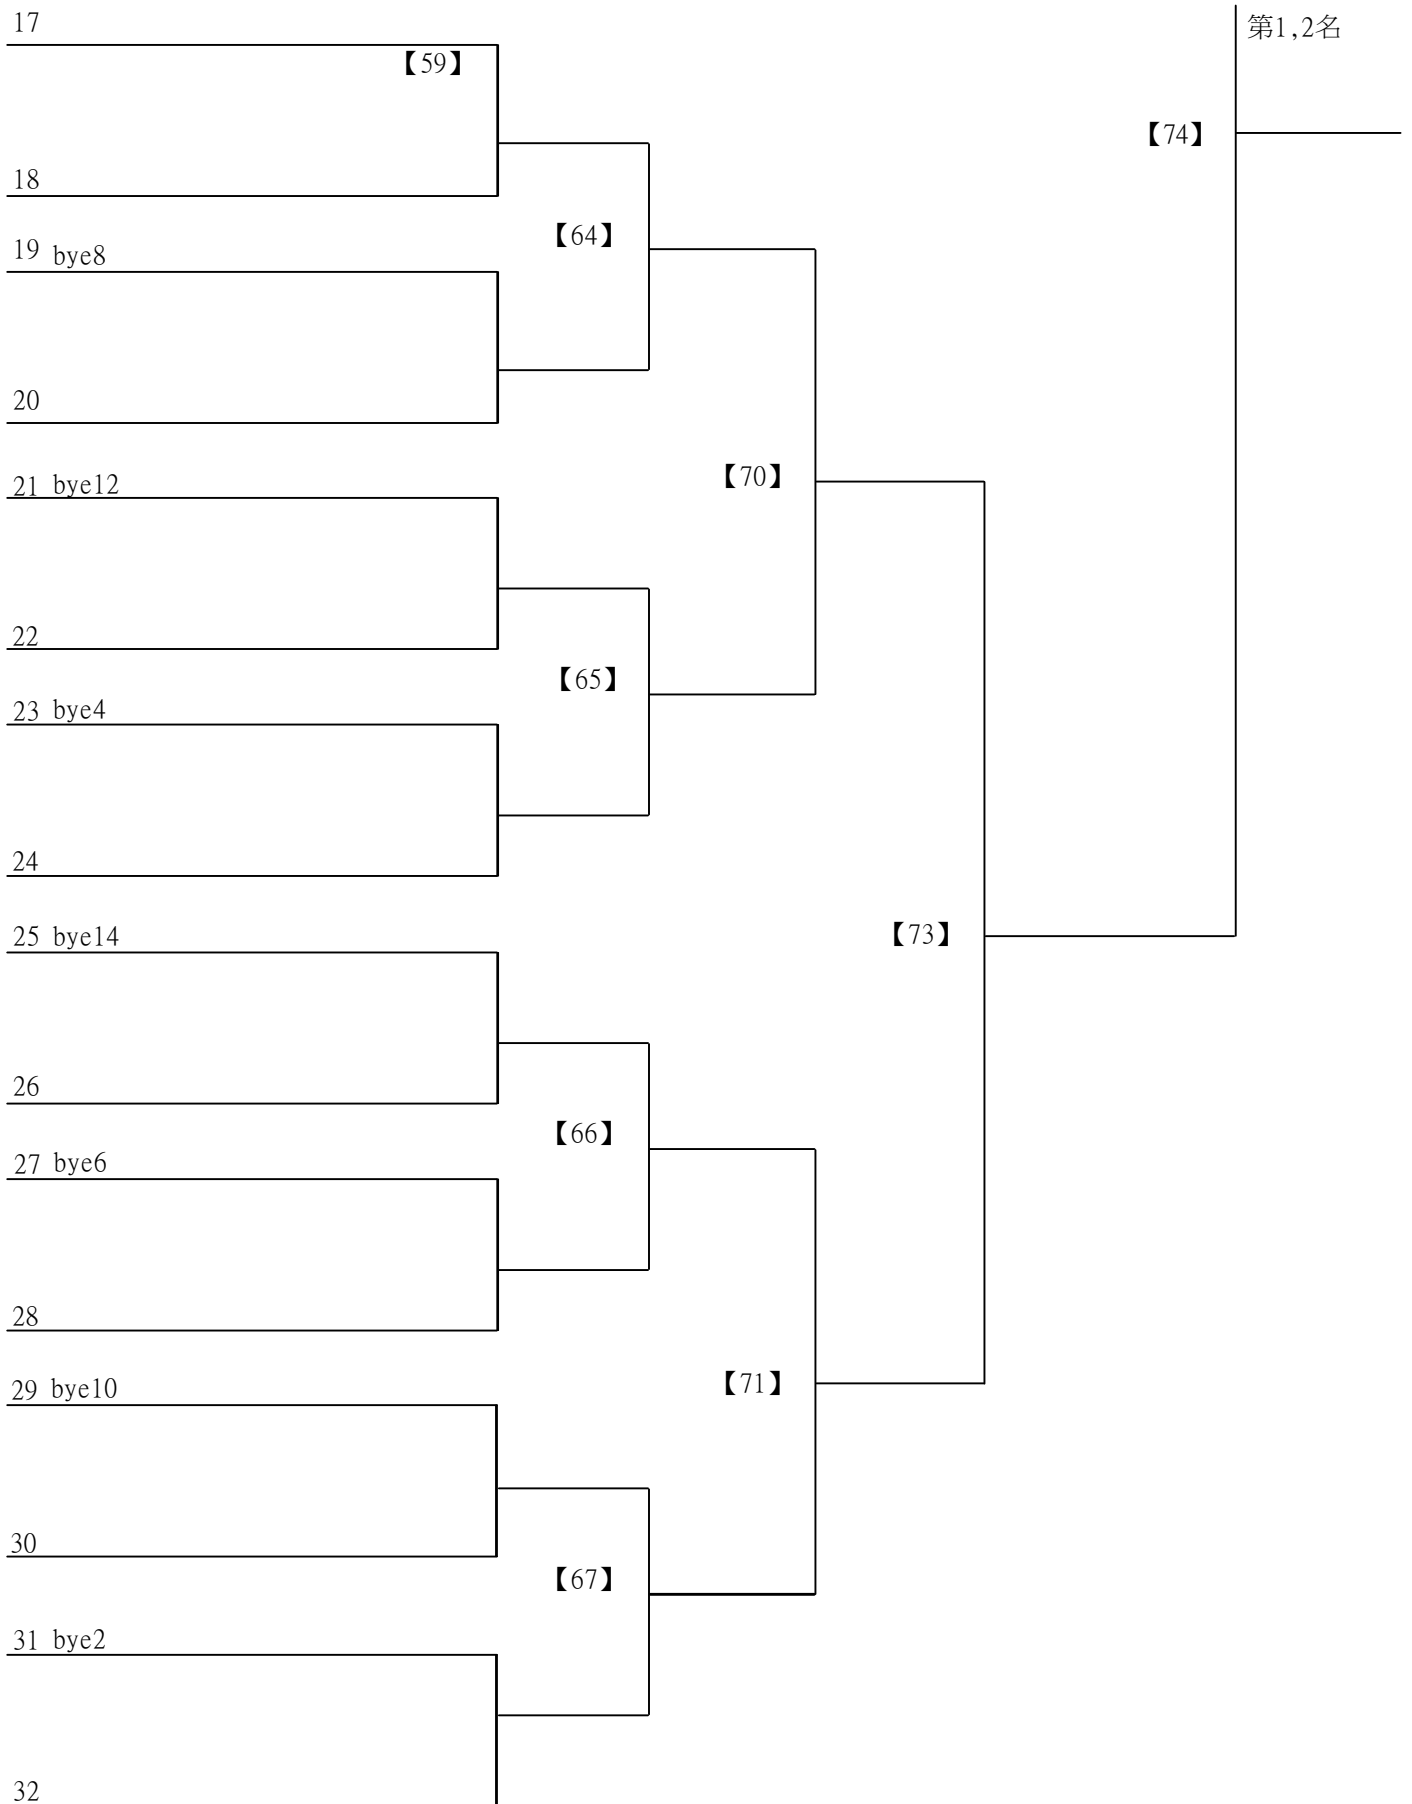 17
第1,2名
【59】
【74】
18
【64】
19 bye8
20
【70】
21 bye12
22
【65】
23 bye4
24
25 bye14
【73】
26
【66】
27 bye6
28
【71】
29 bye10
30
【67】
31 bye2
32